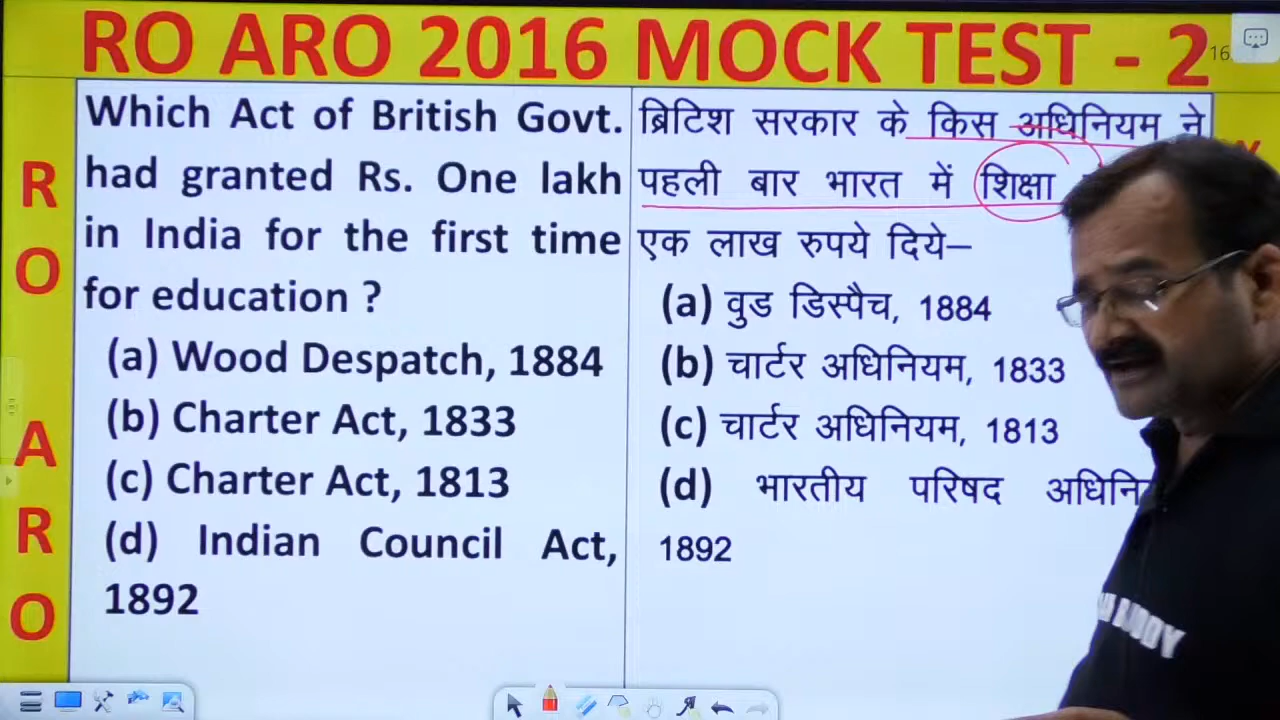 RO ARO 2016 MOCK TEST - 2
16
R
O
A
R
O
Which Act of British Govt.
had granted Rs. One lakh
in India for the first time
for education ?
(a) Wood Despatch, 1884
(b) Charter Act, 1833
(c) Charter Act, 1813
(d) Indian Council Act,
1892
ब्रिटिश सरकार के किस अधिनियम ने
पहली बार भारत में शिक्षा
एक लाख रुपये दिये–
(a) वुड डिस्पैच, 1884
(b) चार्टर अधिनियम, 1833
(c) चार्टर अधिनियम, 1813
(d) भारतीय परिषद
1892